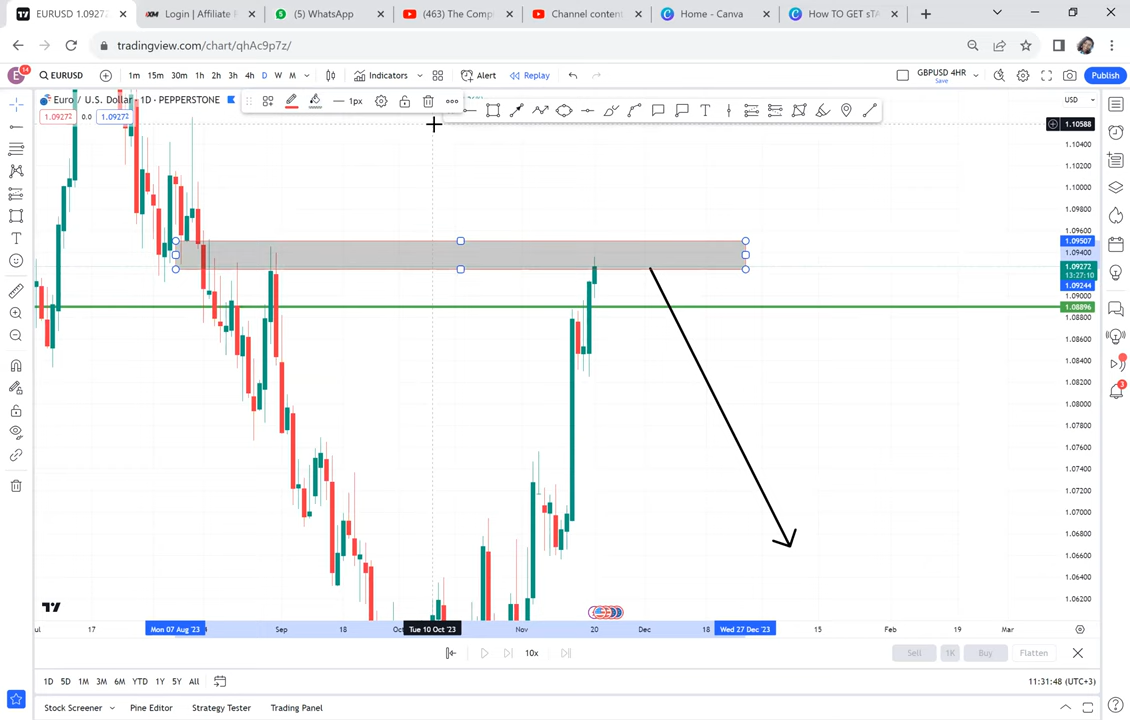 EURUSD 1.09272
Login | Affiliate F
(5) WhatsApp
(463) The Comp
Channel content
Home - Canva
How TO GET sTA
tradingview.com/chart/qhAc9p7z/
E
14
EURUSD
1m 15m 30m 1h 2h 3h 4h D W M
Indicators
Alert
Replay
GBPUSD 4HR
Save
Publish
Euro / U.S. Dollar · 1D · PEPPERSTONE
1px
USD
1.09272
0.0
1.09272
1.10588
1.10400
1.10200
1.10000
1.09800
1.09600
1.09507
1.09400
1.09272
13:27:10
1.09244
1.09000
1.08896
1.08800
1.08600
1.08400
1.08200
1.08000
1.07800
1.07600
1.07400
1.07200
1.07000
1.06800
1.06600
1.06400
1.06200
3
17
Mon 07 Aug '23
Sep
18
Tue 10 Oct '23
Nov
20
Dec
18
Wed 27 Dec '23
15
Feb
19
Mar
10x
Sell
1K
Buy
Flatten
1D 5D 1M 3M 6M YTD 1Y 5Y All
11:31:48 (UTC+3)
Stock Screener
Pine Editor
Strategy Tester
Trading Panel